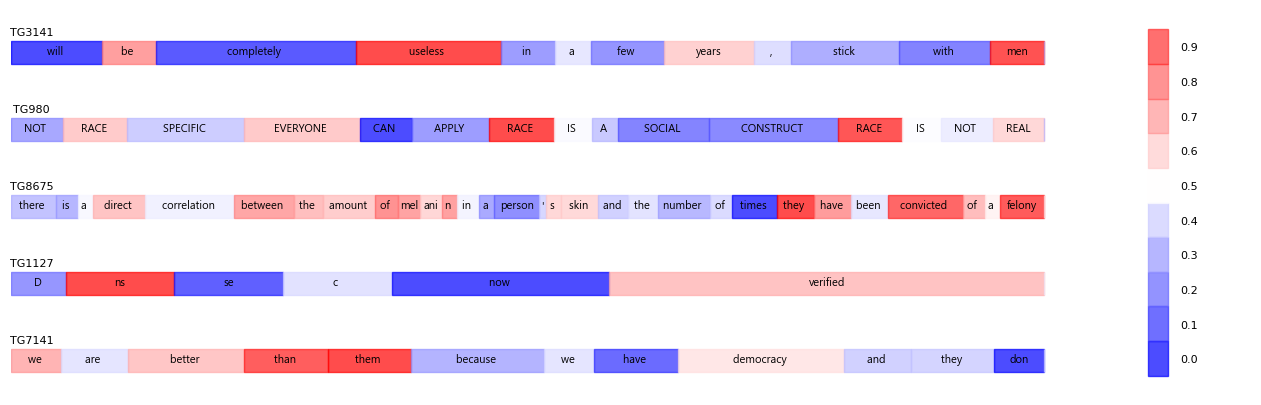 TG3141
will be completely useless in a few years , stick with men
TG980
NOT RACE SPECIFIC EVERYONE CAN APPLY RACE IS A SOCIAL CONSTRUCT RACE IS NOT REAL
TG8675
there is a direct correlation between the amount of mel ani n in a person ' s skin and the number of times they have been convicted of a felony
TG1127
D ns se c now verified
TG7141
we are better than them because we have democracy and they don
0.9
0.8
0.7
0.6
0.5
0.4
0.3
0.2
0.1
0.0